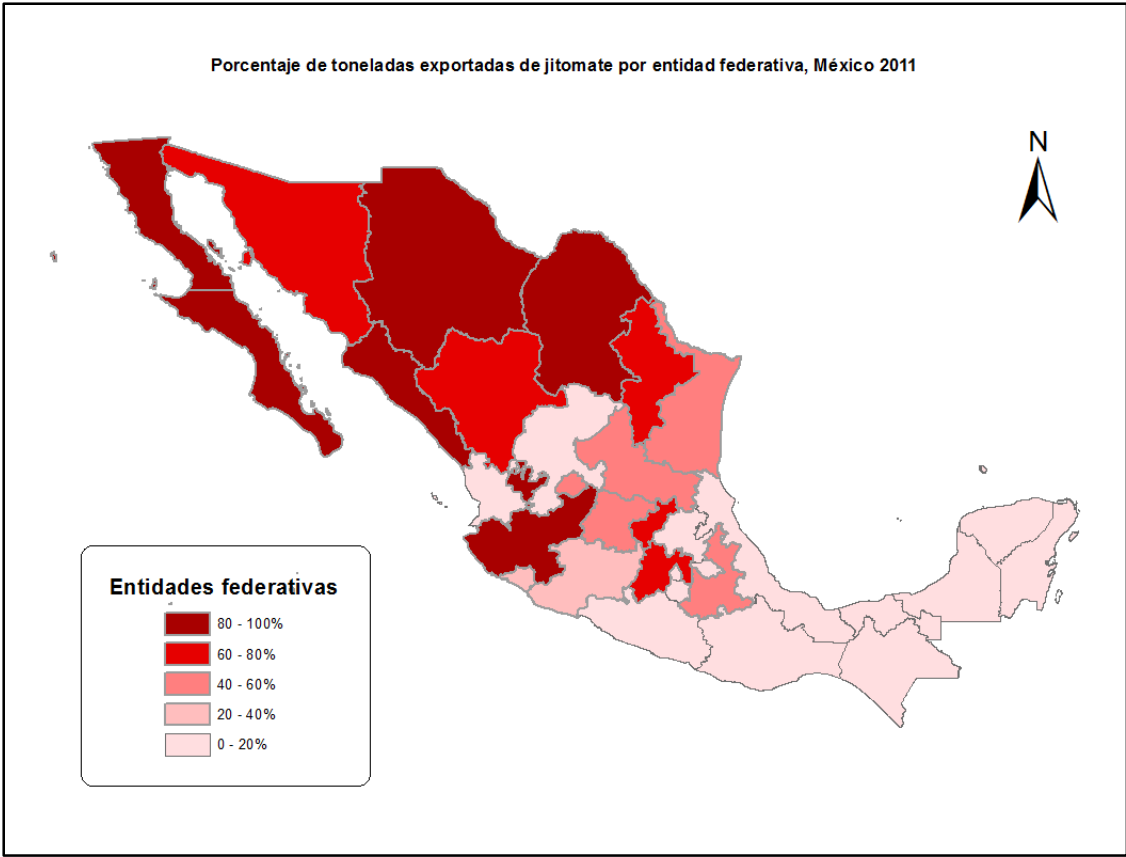 Porcentaje de toneladas exportadas de jitomate por entidad federativa, México 2011
N
Entidades federativas
80 - 100%
60 - 80%
40 - 60%
20 - 40%
0 - 20%